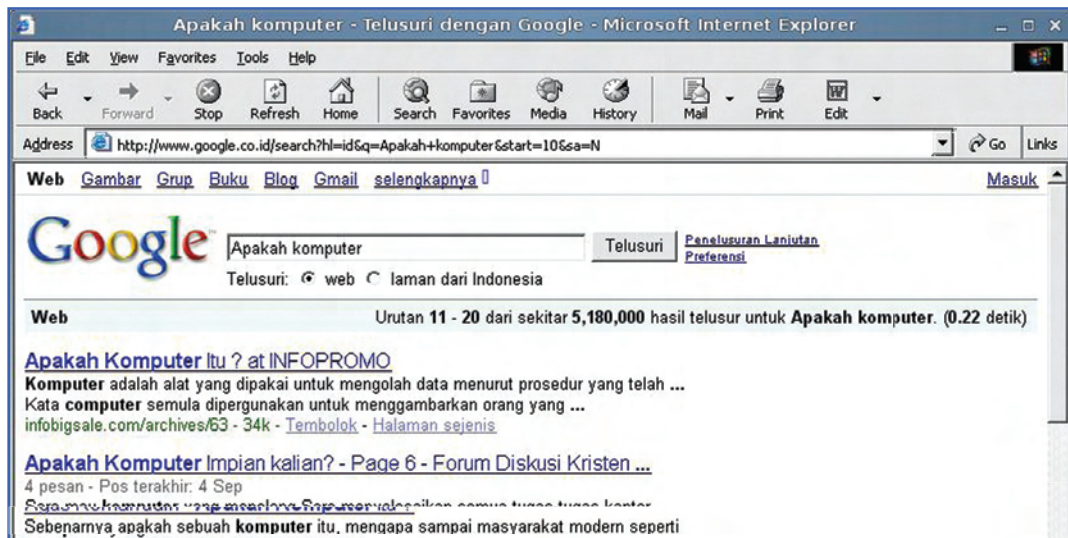 Apakah komputer - Telusuri dengan Google - Microsoft Internet Explorer
File Edit View Favorites Tools Help
Back Forward Stop Refresh Home Search Favorites Media History Mail Print Edit
Address http://www.google.co.id/search?hl=id&q=Apakah+komputer&start=10&sa=N Go Links
Web Gambar Grup Buku Blog Gmail selengkapnya Masuk
Google Apakah komputer Telusuri Penelusuran Lanjutan
Preferensi
Telusuri: web laman dari Indonesia
Web Urutan 11 - 20 dari sekitar 5,180,000 hasil telusur untuk Apakah komputer. (0.22 detik)
Apakah Komputer Itu ? at INFOPROMO
Komputer adalah alat yang dipakai untuk mengolah data menurut prosedur yang telah ...
Kata computer semula dipergunakan untuk menggambarkan orang yang ...
infobigsale.com/archives/63 - 34k - Tembolok - Halaman sejenis
Apakah Komputer Impian kalian? - Page 6 - Forum Diskusi Kristen ...
4 pesan - Pos terakhir: 4 Sep
semua tugas tugas kantor
Sebenarnya apakah sebuah komputer itu, mengapa sampai masyarakat modern seperti